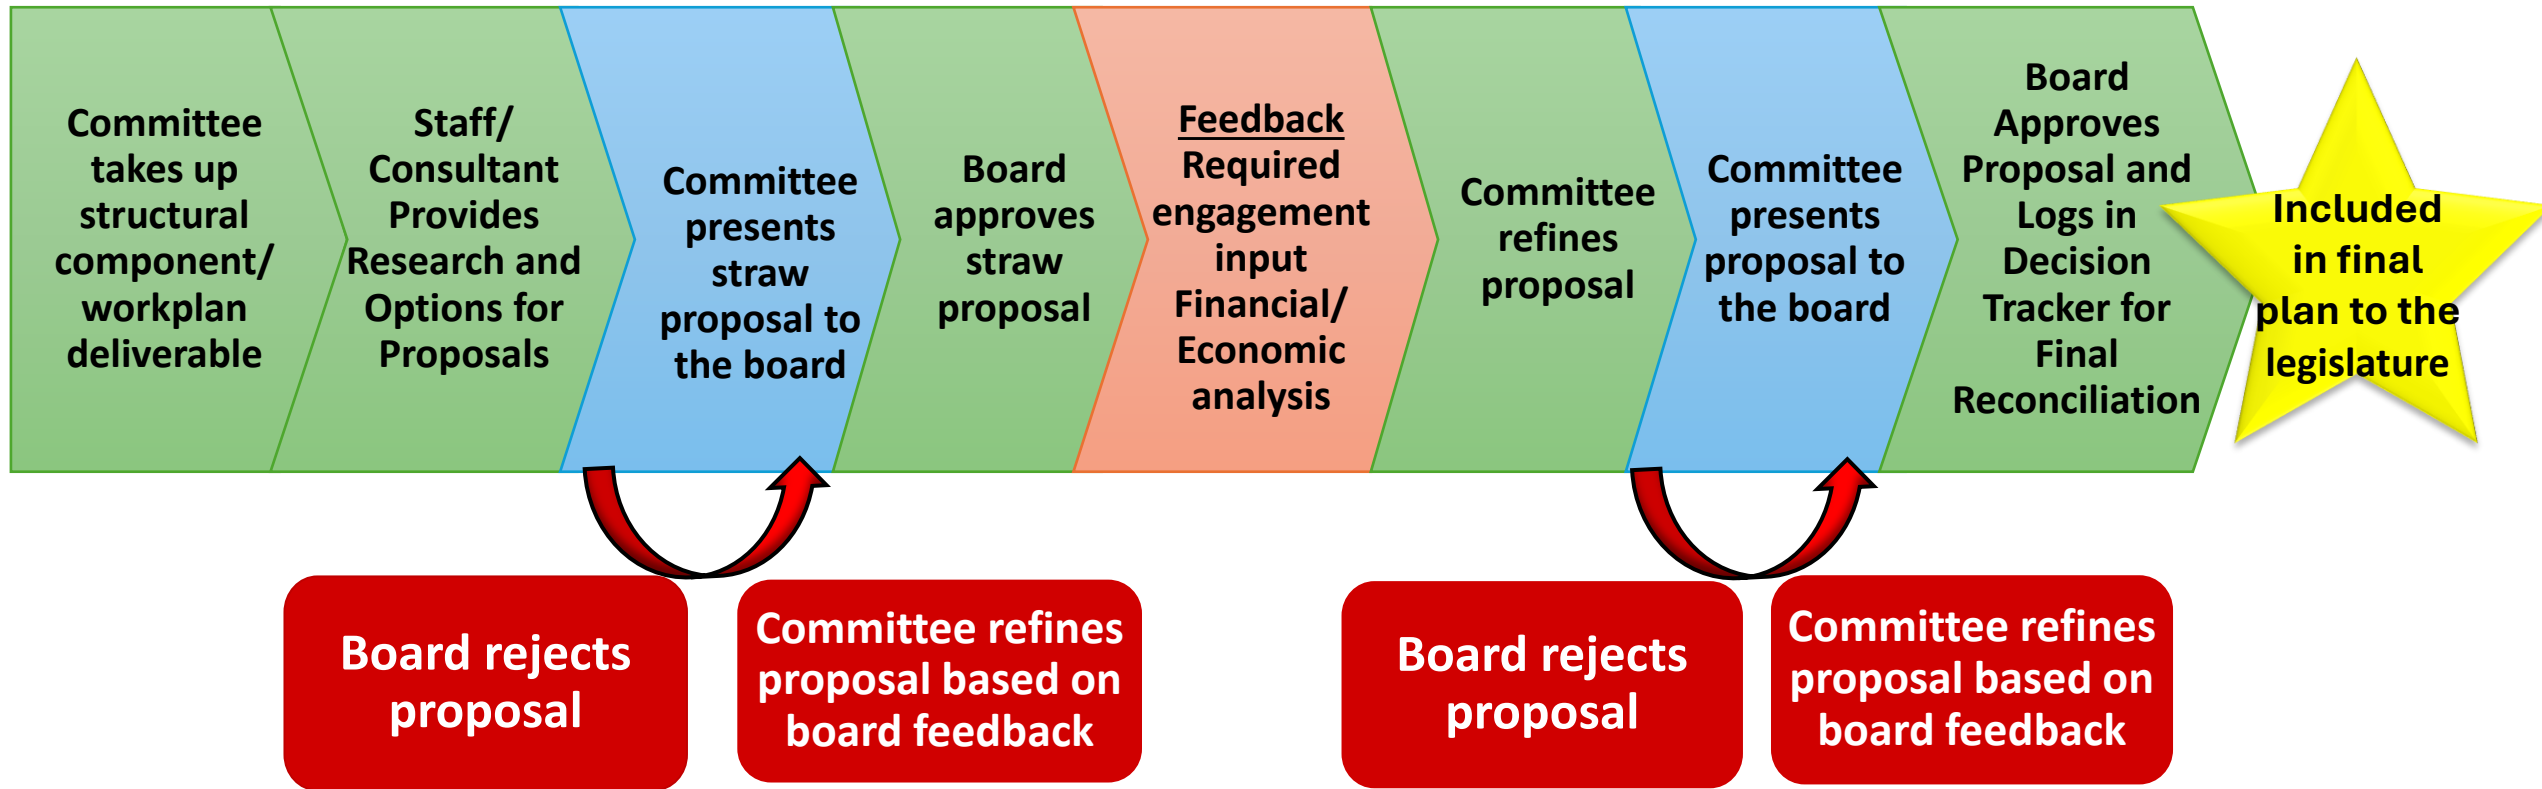 Committee
takes up
structural
component/
workplan
deliverable
Staff/
Consultant
Provides
Research and
Options for
Proposals
Committee
presents
straw
proposal to
the board
Board
approves
straw
proposal
Feedback
Required
engagement
input
Financial/
Economic
analysis
Committee
refines
proposal
Committee
presents
proposal to
the board
Board
Approves
Proposal and
Logs in
Decision
Tracker for
Final
Reconciliation
Included
in final
plan to the
legislature
Board rejects
proposal
Committee refines
proposal based on
board feedback
Board rejects
proposal
Committee refines
proposal based on
board feedback